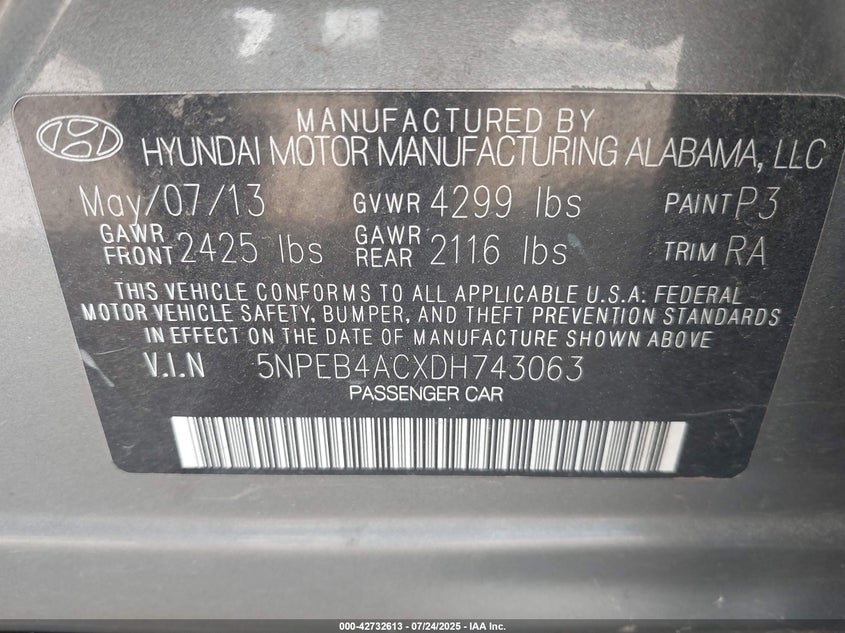 MANUFACTURED BY
HYUNDAI MOTOR MANUFACTURING ALABAMA, LLC
May/07/13 GVWR 4299 lbs PAINT P3
GAWR FRONT 2425 lbs GAWR REAR 2116 lbs TRIM RA
THIS VEHICLE CONFORMS TO ALL APPLICABLE U.S.A. FEDERAL
MOTOR VEHICLE SAFETY, BUMPER, AND THEFT PREVENTION STANDARDS
IN EFFECT ON THE DATE OF MANUFACTURE SHOWN ABOVE
V.I.N 5NPEB4ACXDH743063
PASSENGER CAR
000-42732613 - 07/24/2025 - IAA Inc.